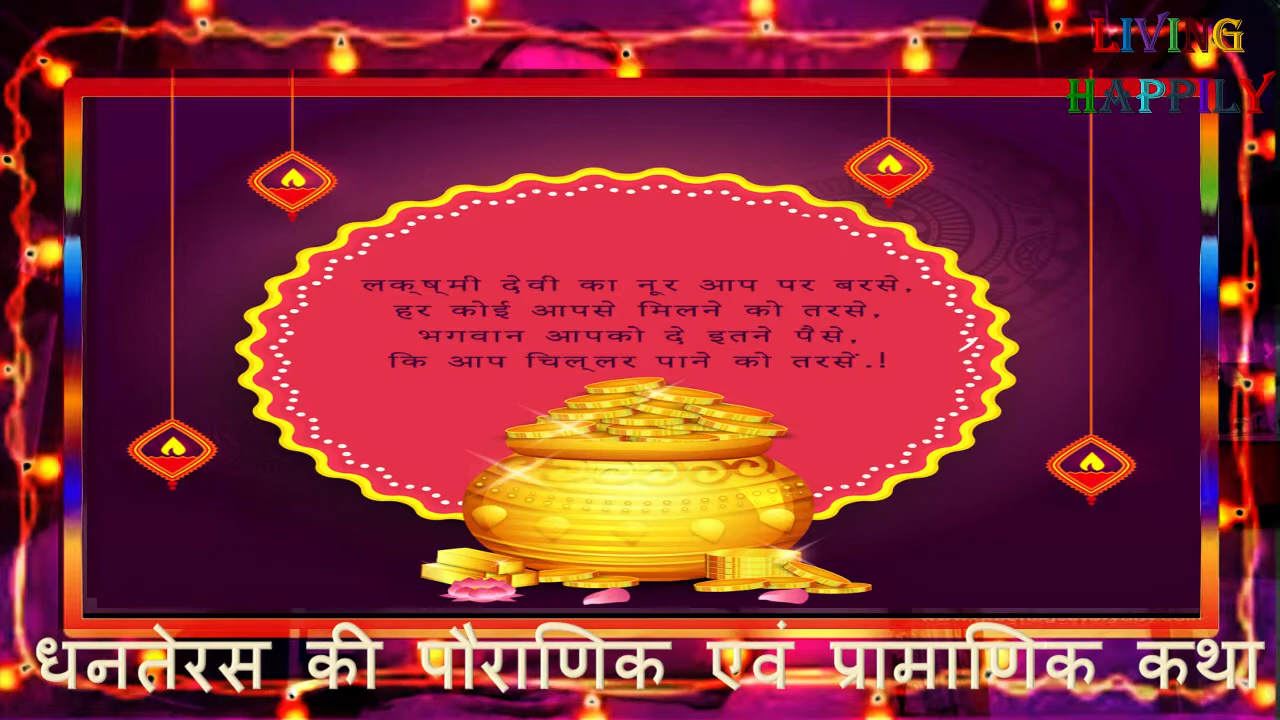 LIVING
HAPPILY
लक्ष्मी देवी का नूर आप पर बरसे,
हर कोई आपसे मिलने को तरसे,
भगवान आपको दे इतने पैसे,
कि आप चिल्लर पाने को तरसें.!
धनतेरस की पौराणिक एवं प्रामाणिक कथा